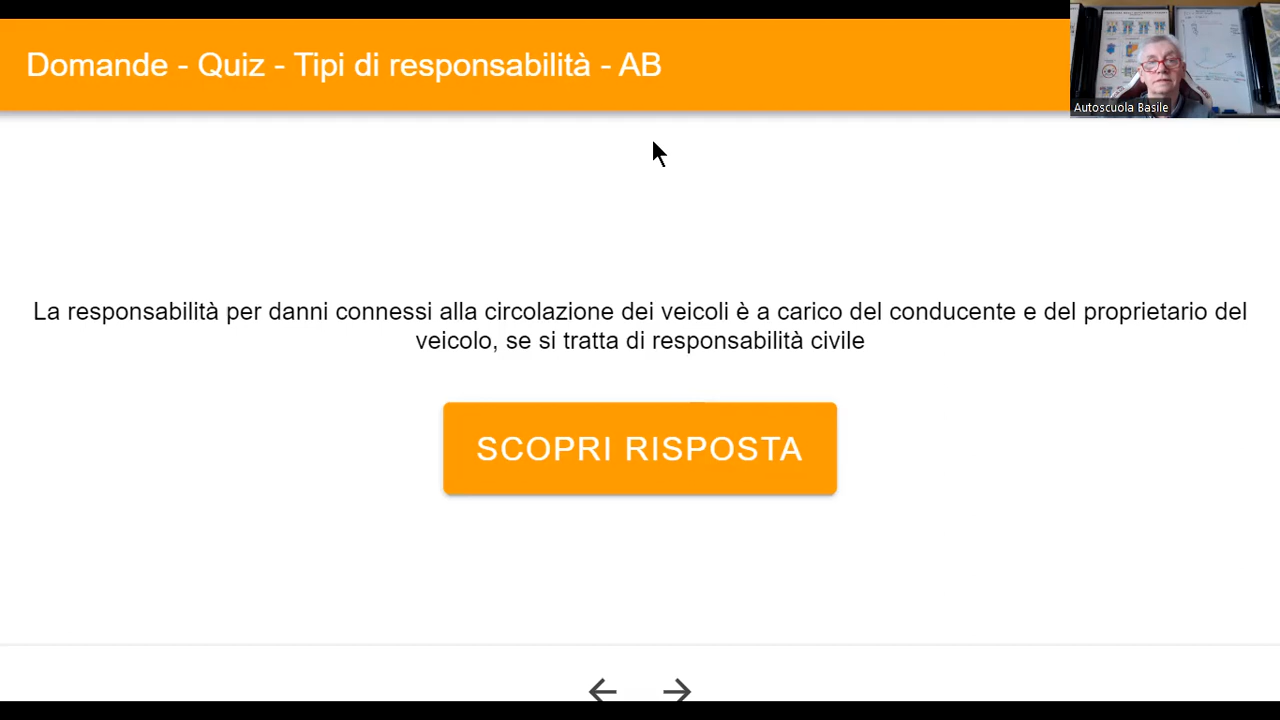 Domande - Quiz - Tipi di responsabilità - AB
Autoscuola Basile
La responsabilità per danni connessi alla circolazione dei veicoli è a carico del conducente e del proprietario del
veicolo, se si tratta di responsabilità civile
SCOPRI RISPOSTA